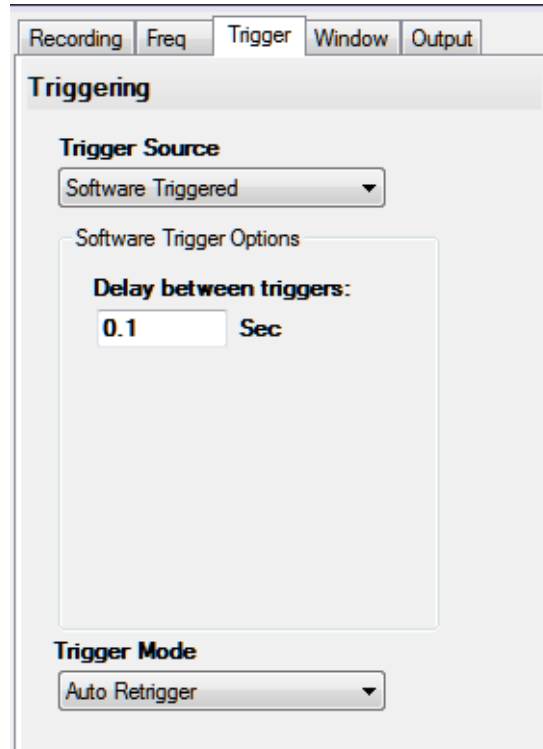 Recording Freq Trigger Window Output
Triggering
Trigger Source
Software Triggered
Software Trigger Options
Delay between triggers:
0.1 Sec
Trigger Mode
Auto Retrigger